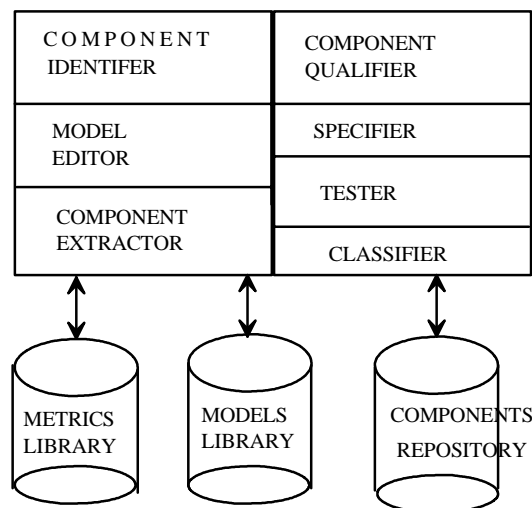 COMPONENT
IDENTIFER
MODEL
EDITOR
COMPONENT
EXTRACTOR
COMPONENT
QUALIFIER
SPECIFIER
TESTER
CLASSIFIER
METRICS
LIBRARY
MODELS
LIBRARY
COMPONENTS
REPOSITORY